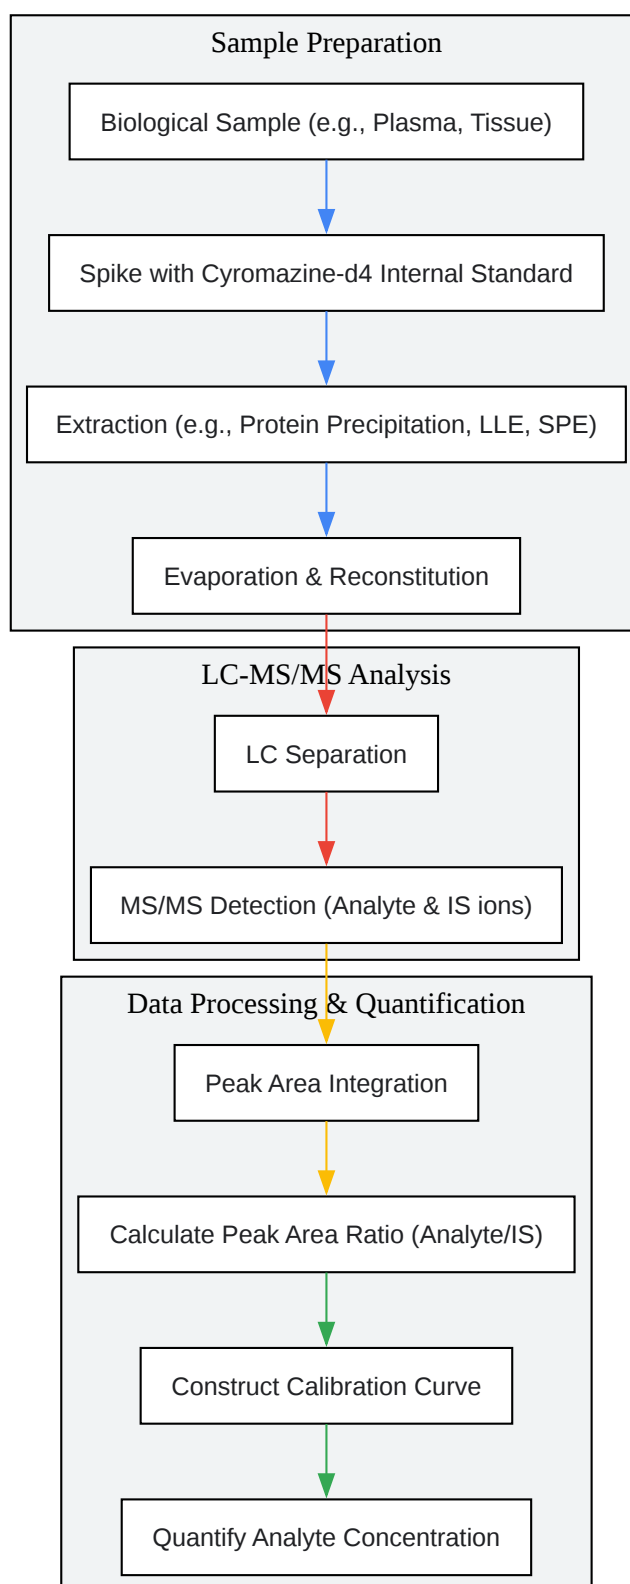 Sample Preparation
Biological Sample (e.g., Plasma, Tissue)
Spike with Cyromazine-d4 Internal Standard
Extraction (e.g., Protein Precipitation, LLE, SPE)
Evaporation & Reconstitution
LC-MS/MS Analysis
LC Separation
MS/MS Detection (Analyte & IS ions)
Data Processing & Quantification
Peak Area Integration
Calculate Peak Area Ratio (Analyte/IS)
Construct Calibration Curve
Quantify Analyte Concentration